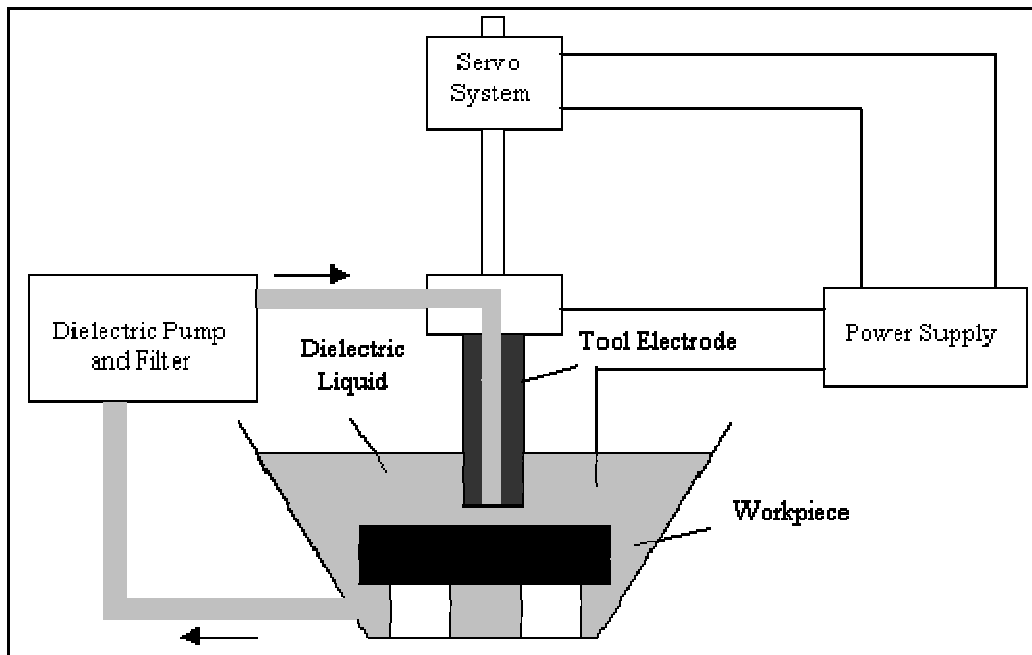 Servo
System
Dielectric Pump
and Filter
Dielectric
Liquid
Tool Electrode
Power Supply
Workpiece